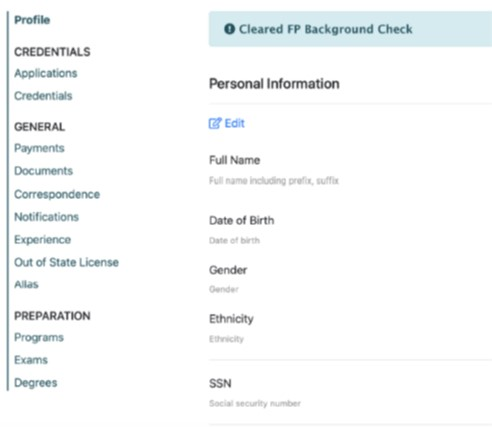 Profile
CREDENTIALS
Applications
Credentials
GENERAL
Payments
Documents
Correspondence
Notifications
Experience
Out of State License
Alias
PREPARATION
Programs
Exams
Degrees
Cleared FP Background Check
Personal Information
Edit
Full Name
Full name including prefix, suffix
Date of Birth
Date of birth
Gender
Gender
Ethnicity
Ethnicity
SSN
Social security number